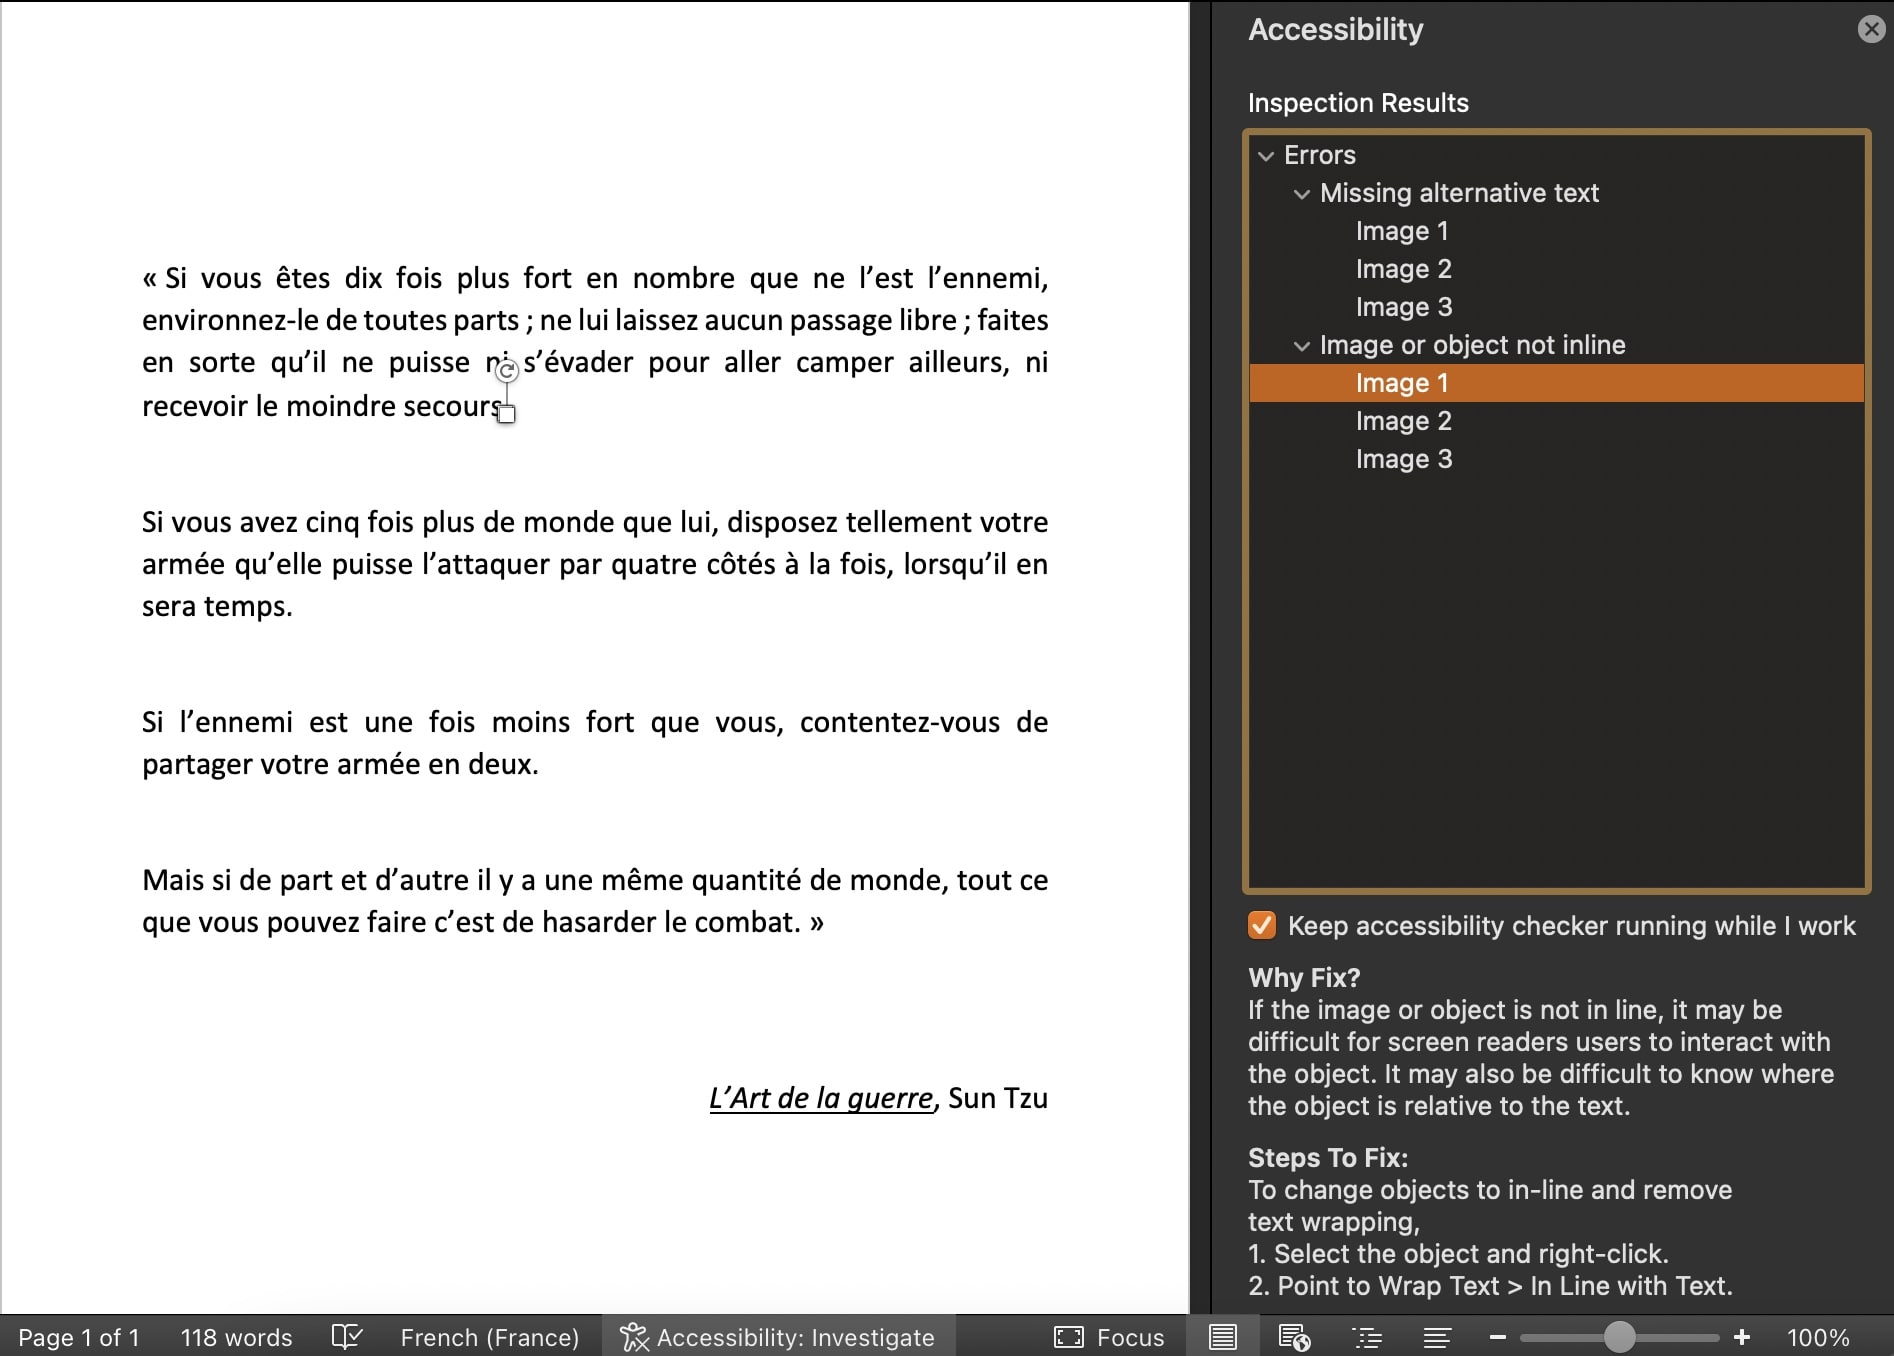 « Si vous êtes dix fois plus fort en nombre que ne l’est l’ennemi,
environnez-le de toutes parts ; ne lui laissez aucun passage libre ; faites
en sorte qu’il ne puisse ni s’évader pour aller camper ailleurs, ni
recevoir le moindre secours
Si vous avez cinq fois plus de monde que lui, disposez tellement votre
armée qu’elle puisse l’attaquer par quatre côtés à la fois, lorsqu’il en
sera temps.
Si l’ennemi est une fois moins fort que vous, contentez-vous de
partager votre armée en deux.
Mais si de part et d’autre il y a une même quantité de monde, tout ce
que vous pouvez faire c’est de hasarder le combat. »
L’Art de la guerre, Sun Tzu
Accessibility
Inspection Results
Errors
Missing alternative text
Image 1
Image 2
Image 3
Image or object not inline
Image 1
Image 2
Image 3
Keep accessibility checker running while I work
Why Fix?
If the image or object is not in line, it may be
difficult for screen readers users to interact with
the object. It may also be difficult to know where
the object is relative to the text.
Steps To Fix:
To change objects to in-line and remove
text wrapping,
1. Select the object and right-click.
2. Point to Wrap Text > In Line with Text.
Page 1 of 1 118 words French (France) Accessibility: Investigate Focus 100%